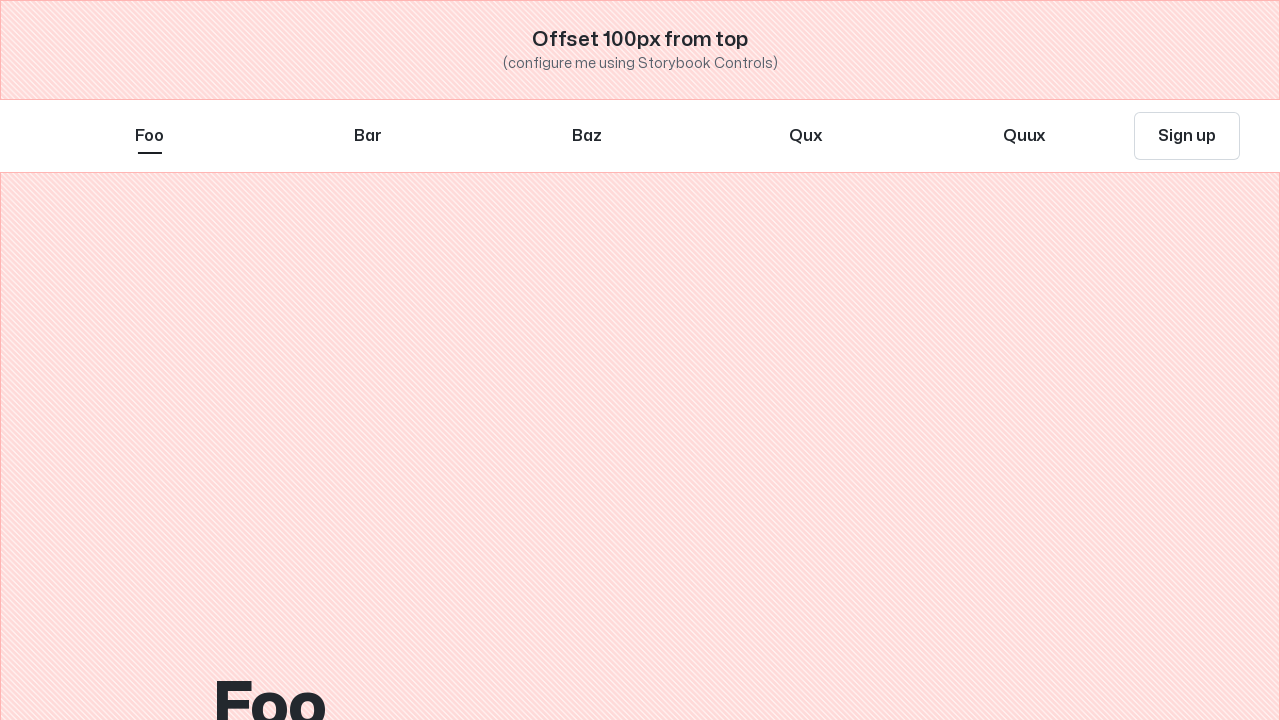 Offset 100px from top
(configure me using Storybook Controls)
Foo Bar Baz Qux Quux Sign up
Foo